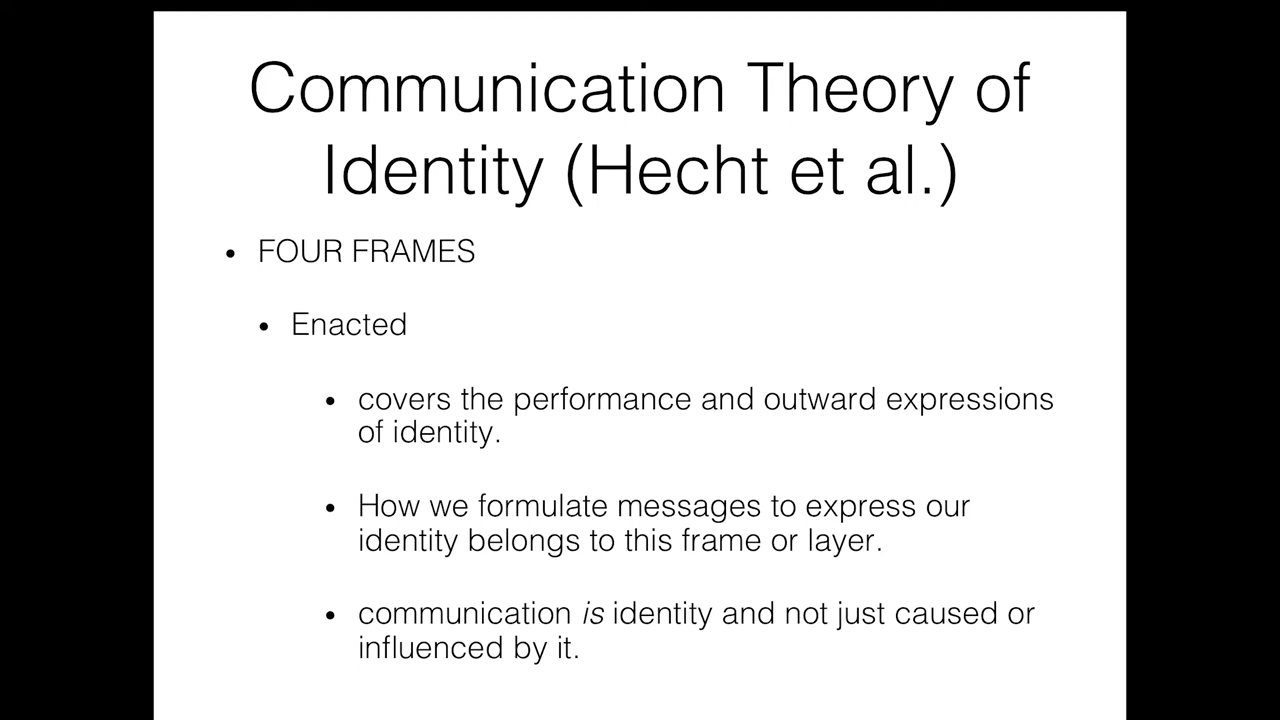 Communication Theory of
Identity (Hecht et al.)
• FOUR FRAMES
• Enacted
• covers the performance and outward expressions
of identity.
• How we formulate messages to express our
identity belongs to this frame or layer.
• communication is identity and not just caused or
influenced by it.